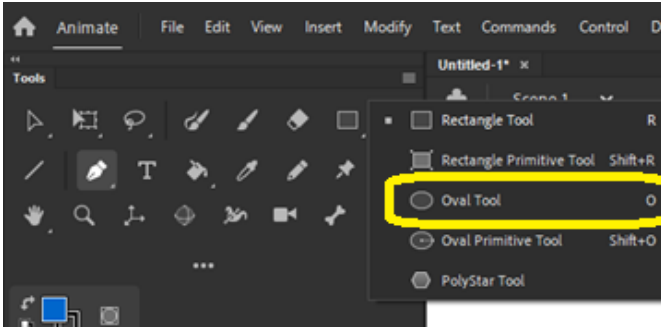 Animate File Edit View Insert Modify Text Commands Control D
Untitled-1* ×
Tools
Scene 1
Rectangle Tool R
Rectangle Primitive Tool Shift+R
Oval Tool O
Oval Primitive Tool Shift+O
PolyStar Tool